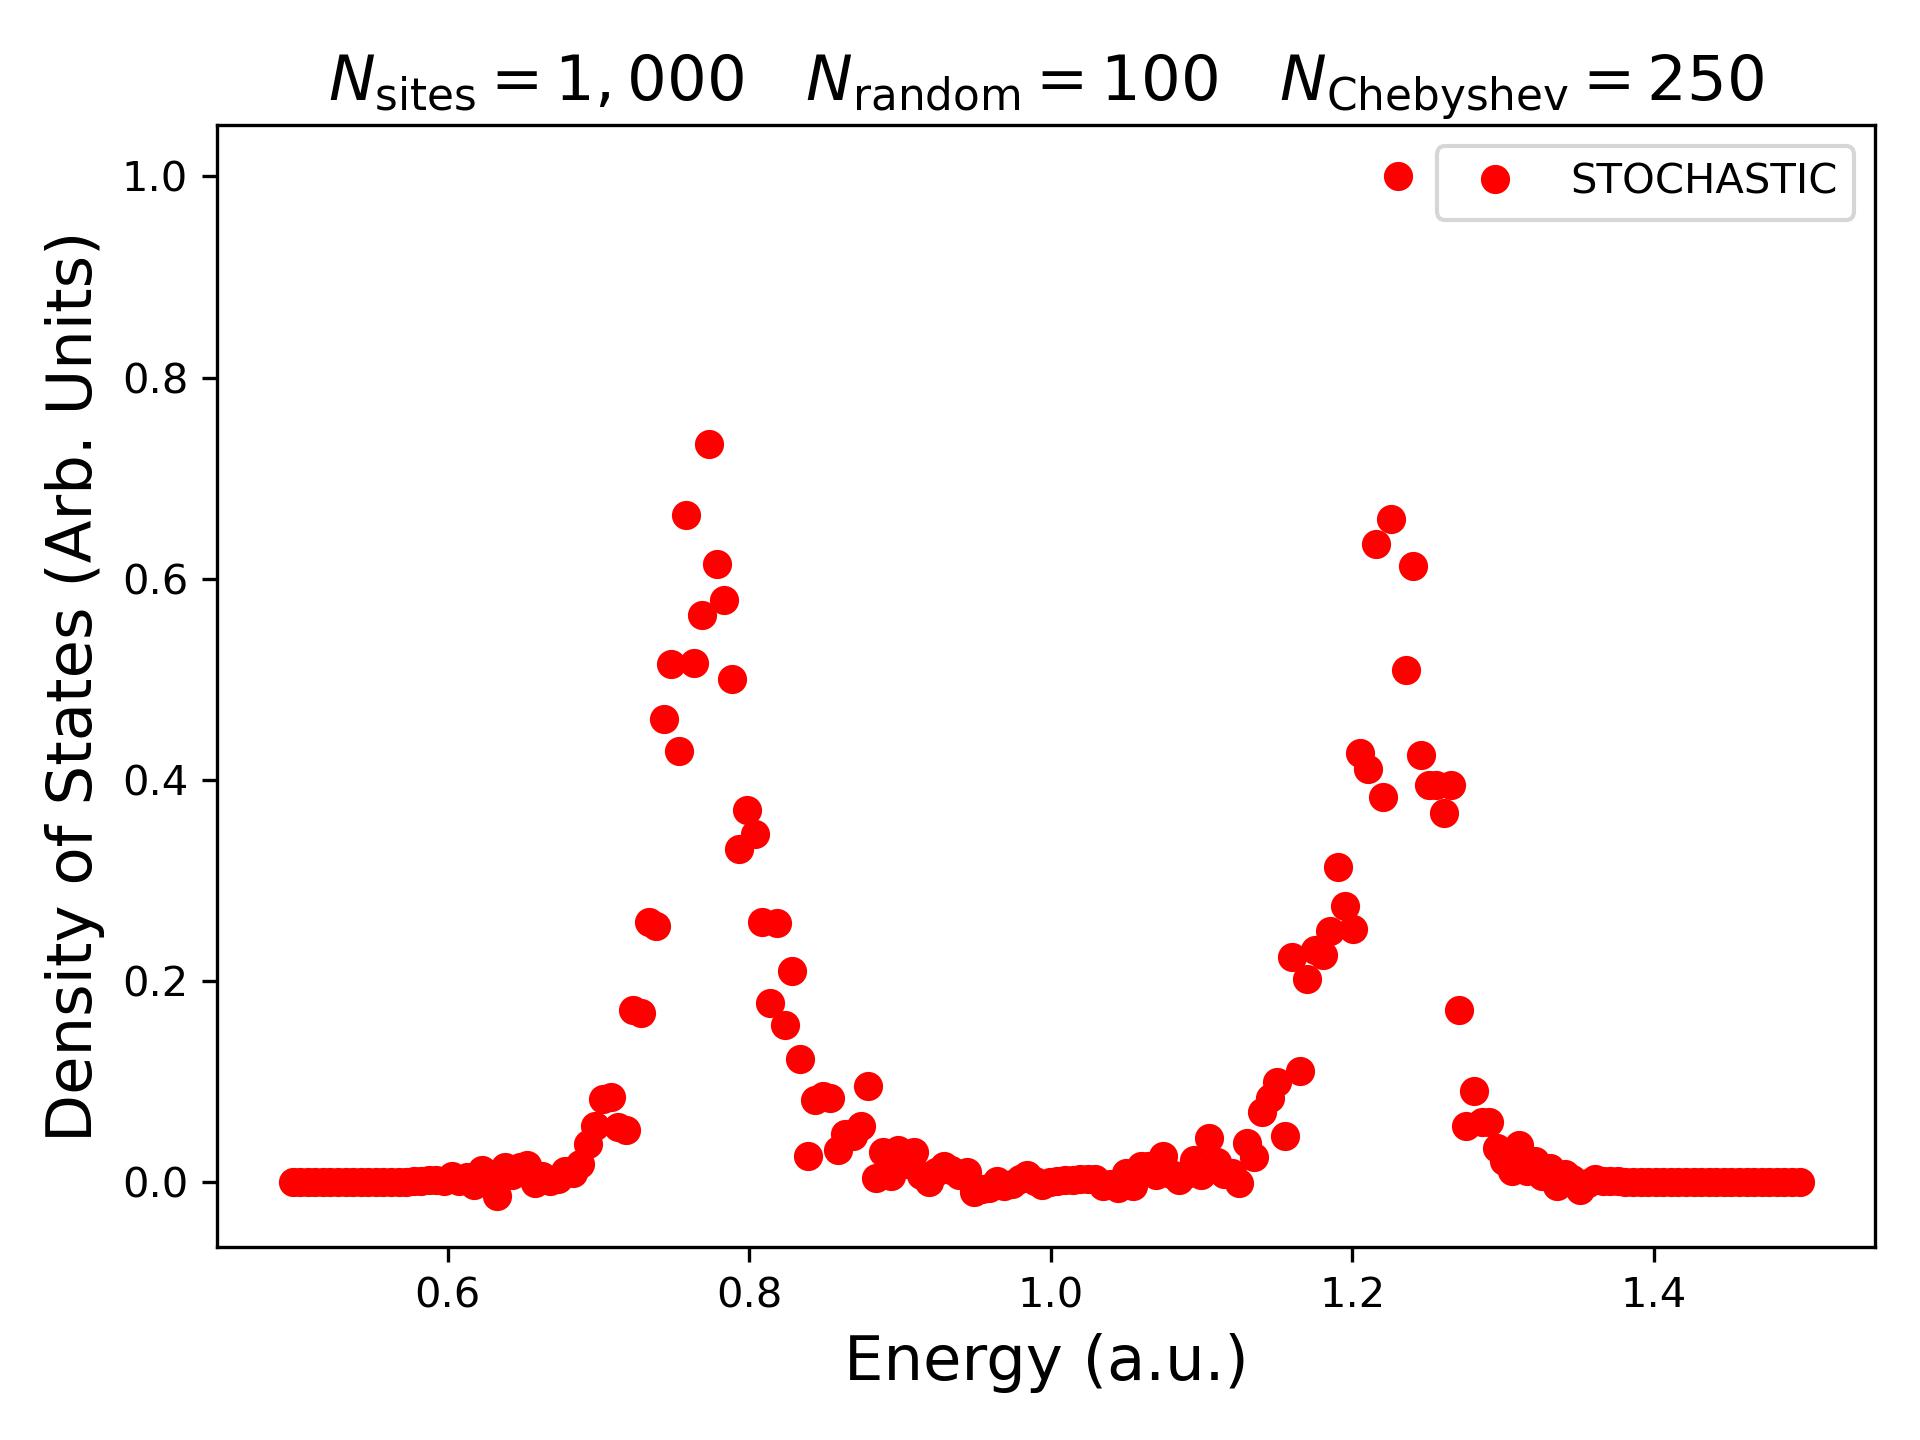 N_sites = 1,000 N_random = 100 N_Chebyshev = 250
STOCHASTIC
Density of States (Arb. Units)
1.0
0.8
0.6
0.4
0.2
0.0
0.6 0.8 1.0 1.2 1.4
Energy (a.u.)